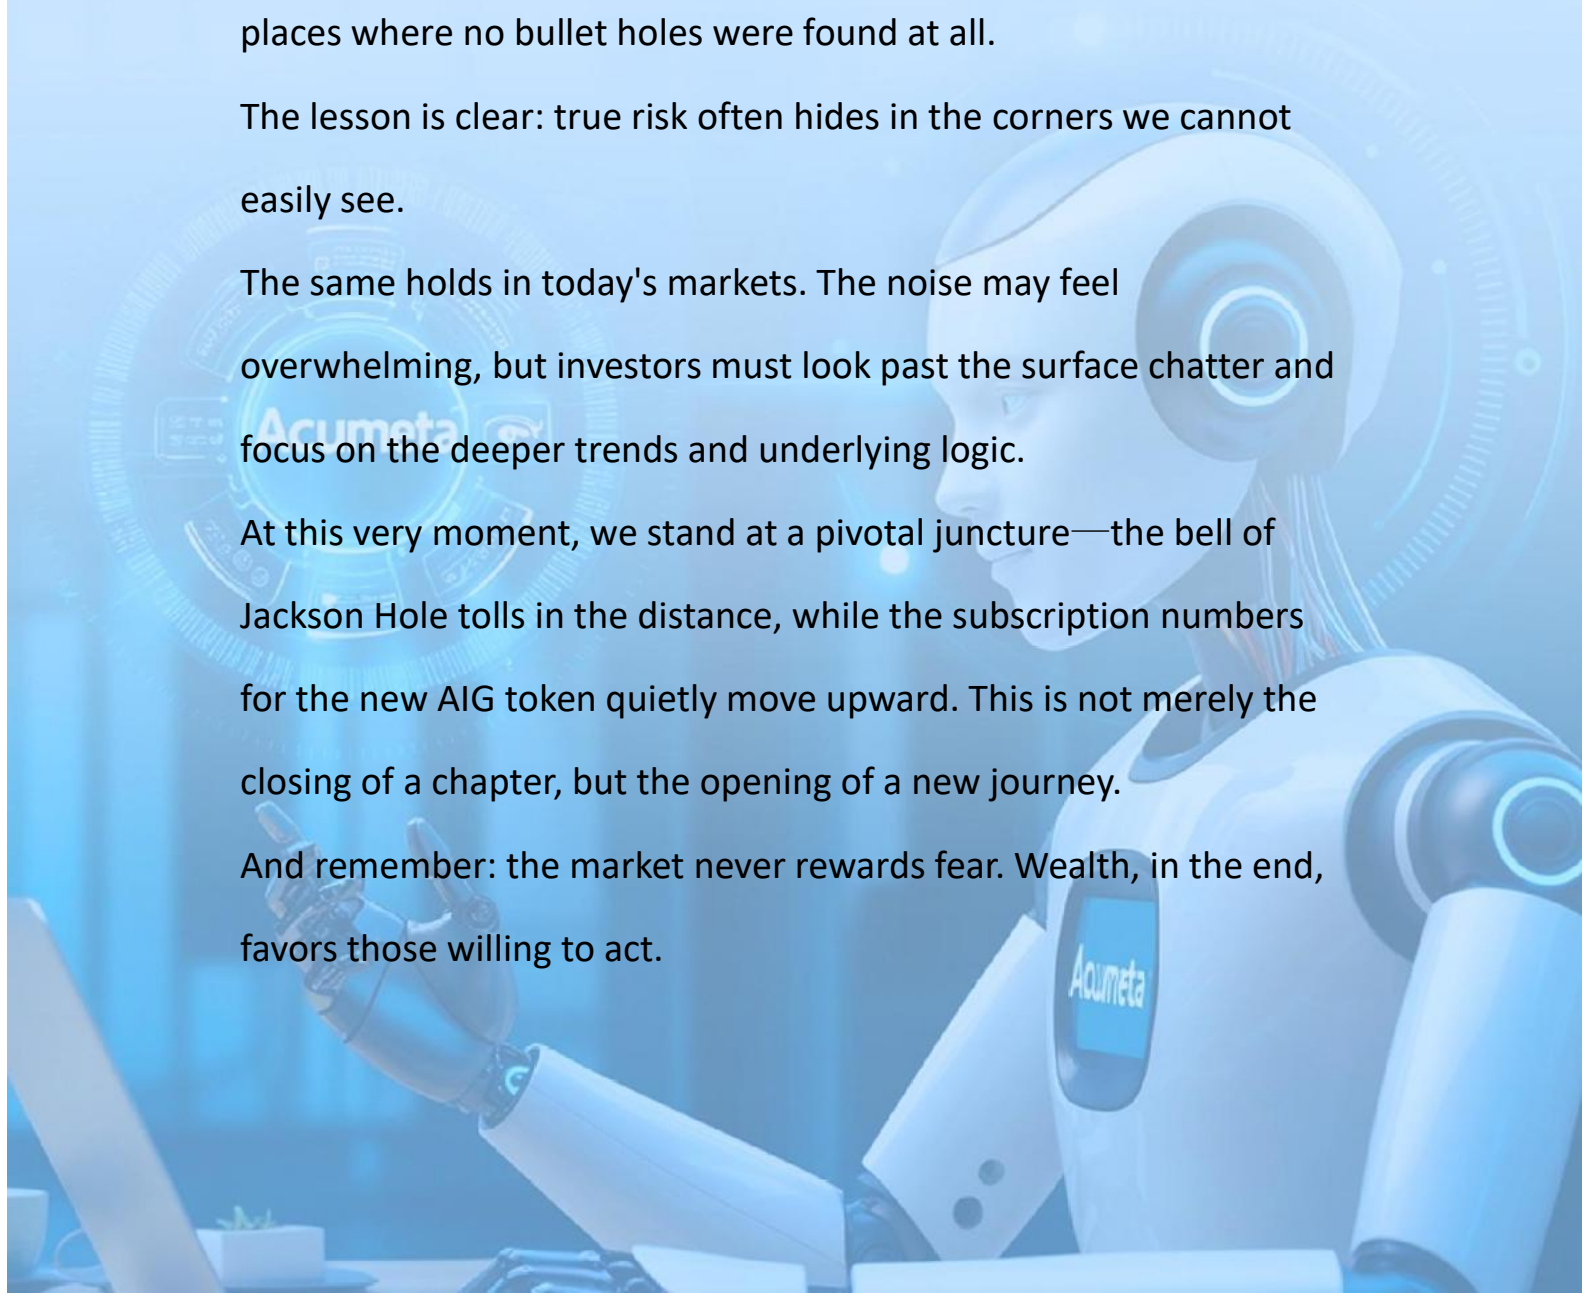 places where no bullet holes were found at all.
The lesson is clear: true risk often hides in the corners we cannot
easily see.
The same holds in today's markets. The noise may feel
overwhelming, but investors must look past the surface chatter and
focus on the deeper trends and underlying logic.
Acumeta
At this very moment, we stand at a pivotal juncture—the bell of
Jackson Hole tolls in the distance, while the subscription numbers
for the new AIG token quietly move upward. This is not merely the
closing of a chapter, but the opening of a new journey.
And remember: the market never rewards fear. Wealth, in the end,
favors those willing to act.
Acumeta